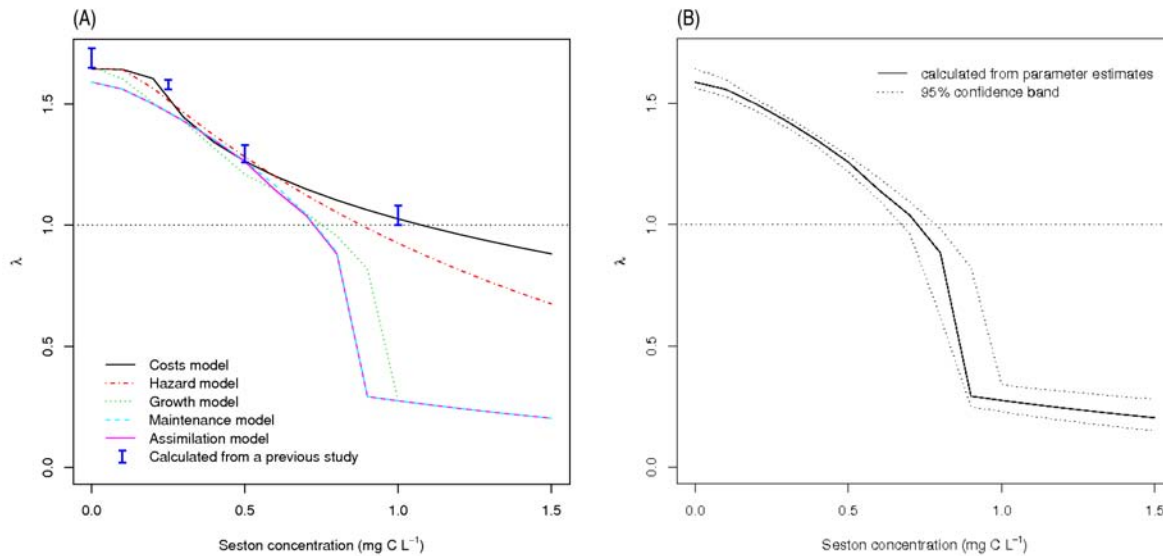 (A)
1.5
1.0
0.5
0.0
λ
Costs model
Hazard model
Growth model
Maintenance model
Assimilation model
Calculated from a previous study
0.0 0.5 1.0 1.5
Seston concentration (mg C L⁻¹)
(B)
1.5
1.0
0.5
0.0
λ
calculated from parameter estimates
95% confidence band
0.0 0.5 1.0 1.5
Seston concentration (mg C L⁻¹)